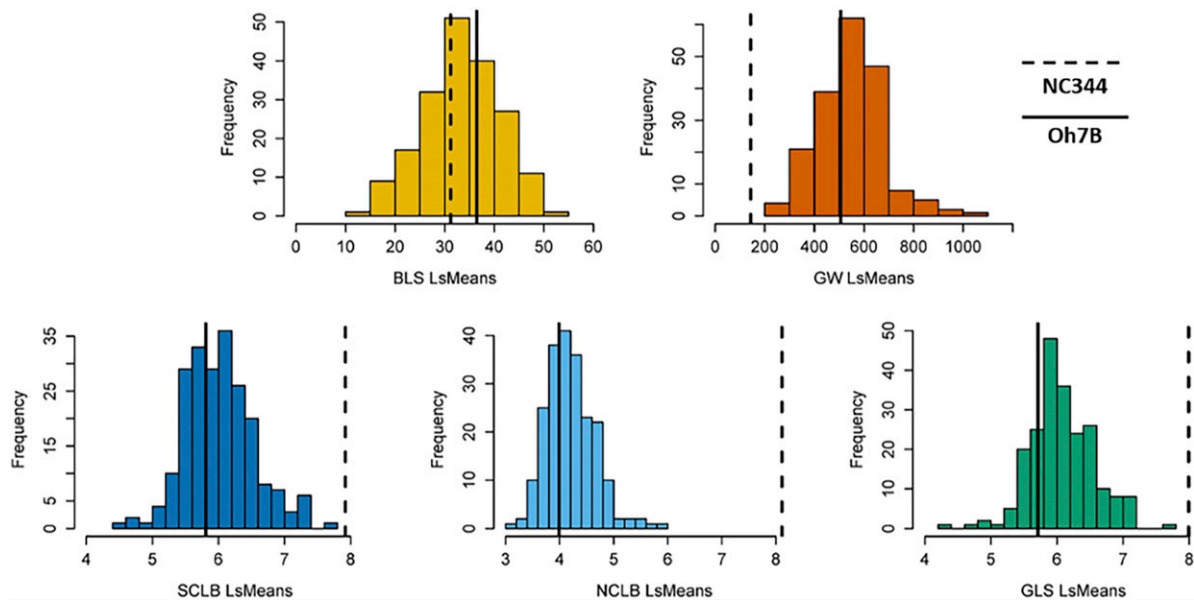 Frequency
0 10 20 30 40 50
0 10 20 30 40 50 60
BLS LsMeans
Frequency
0 10 30 50
0 200 400 600 800 1000
GW LsMeans
NC344
Oh7B
Frequency
0 5 15 25 35
4 5 6 7 8
SCLB LsMeans
Frequency
0 10 20 30 40
3 4 5 6 7 8
NCLB LsMeans
Frequency
0 10 20 30 40 50
4 5 6 7 8
GLS LsMeans